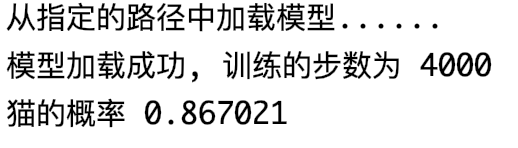 从指定的路径中加载模型......
模型加载成功, 训练的步数为 4000
猫的概率 0.867021